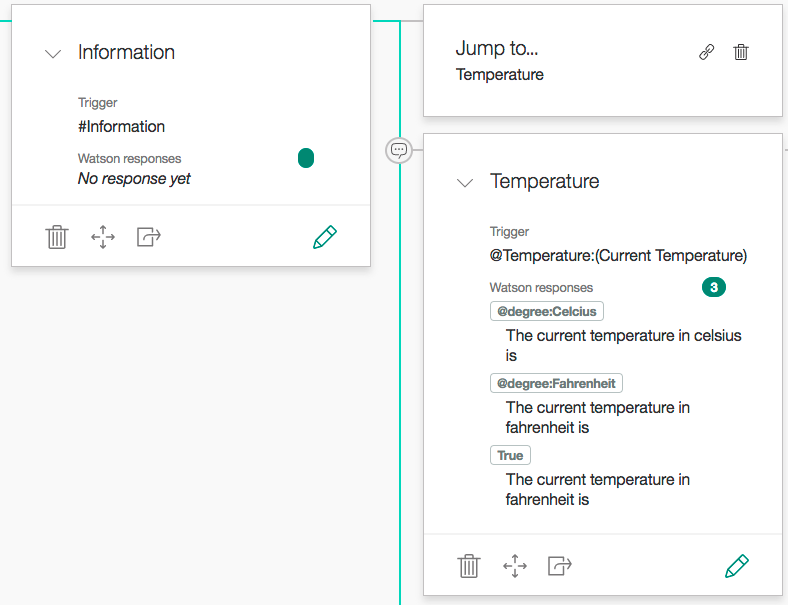 Information
Trigger
#Information
Watson responses
No response yet
Jump to...
Temperature
Temperature
Trigger
@Temperature:(Current Temperature)
Watson responses
3
@degree:Celcius
The current temperature in celsius
is
@degree:Fahrenheit
The current temperature in
fahrenheit is
True
The current temperature in
fahrenheit is